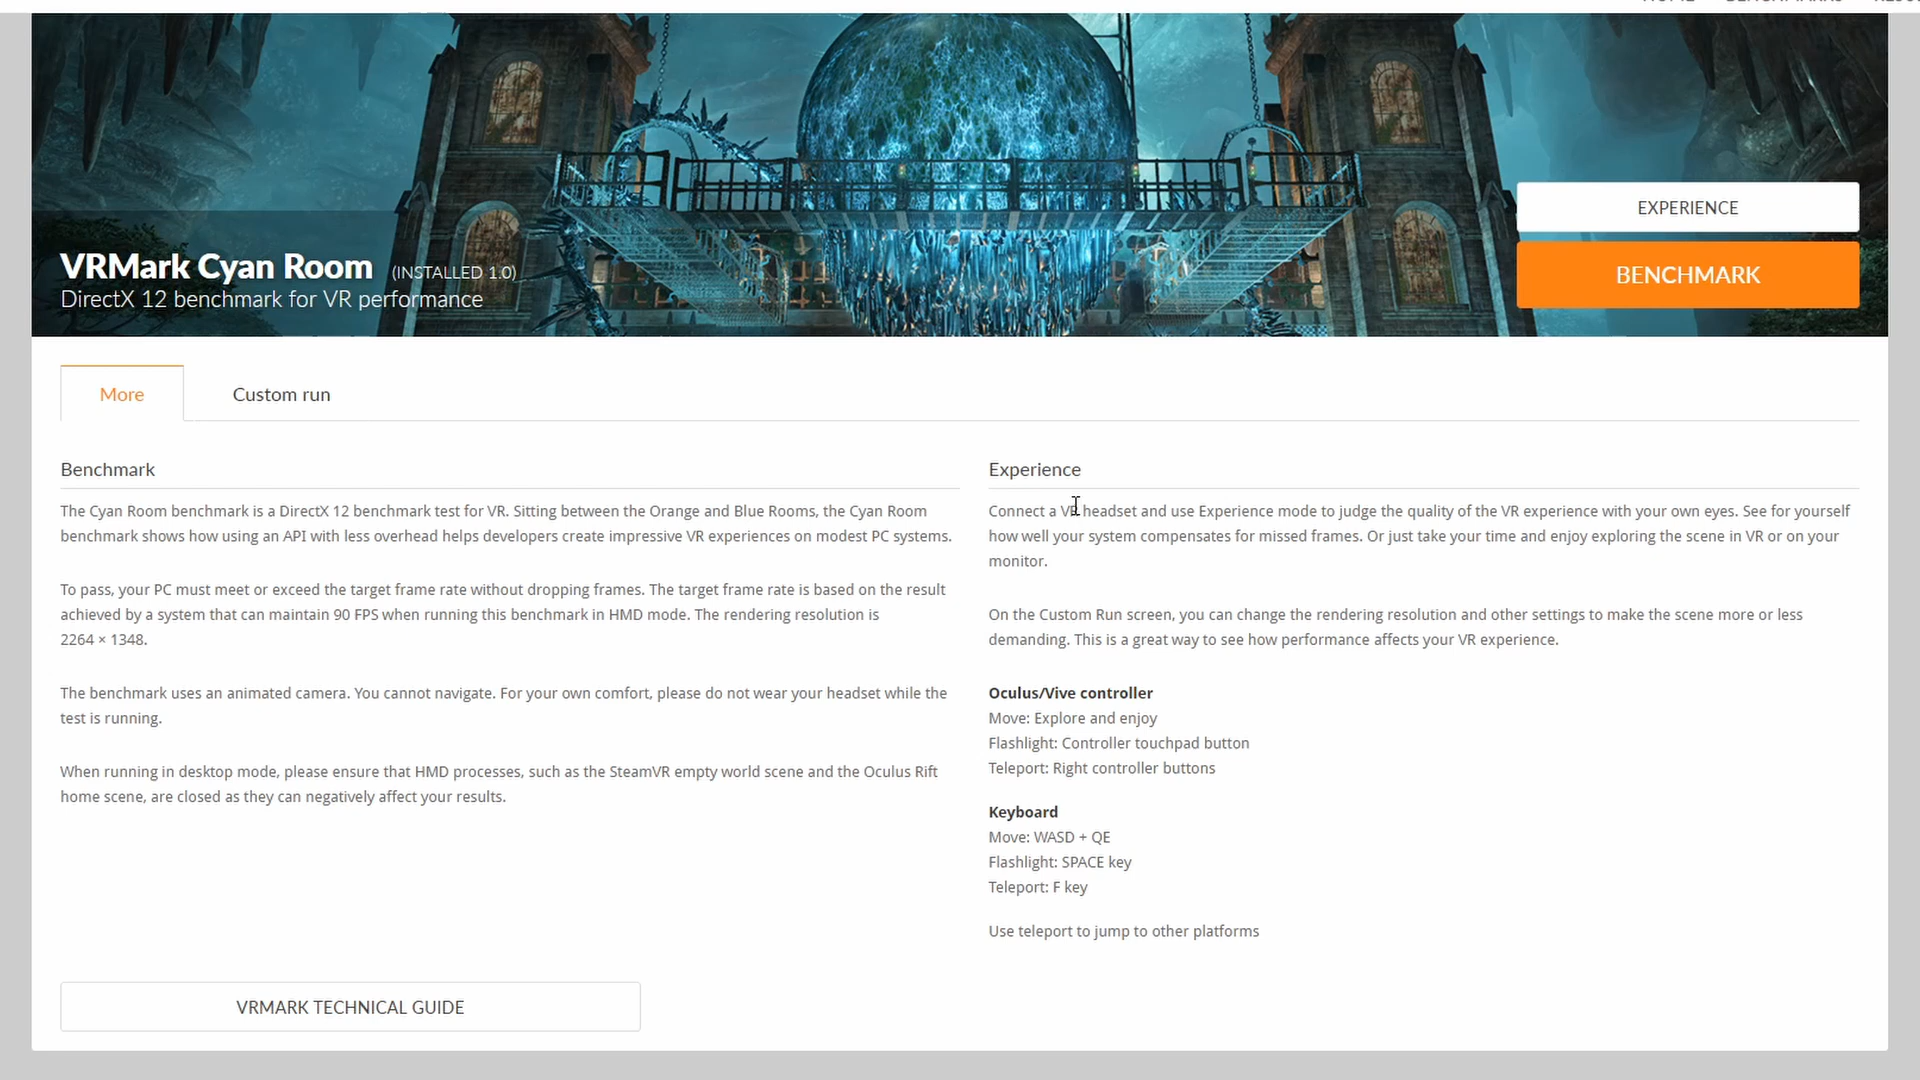 VRMark Cyan Room (INSTALLED 1.0)
DirectX 12 benchmark for VR performance
EXPERIENCE
BENCHMARK
More
Custom run
Benchmark
The Cyan Room benchmark is a DirectX 12 benchmark test for VR. Sitting between the Orange and Blue Rooms, the Cyan Room
benchmark shows how using an API with less overhead helps developers create impressive VR experiences on modest PC systems.
To pass, your PC must meet or exceed the target frame rate without dropping frames. The target frame rate is based on the result
achieved by a system that can maintain 90 FPS when running this benchmark in HMD mode. The rendering resolution is
2264 × 1348.
The benchmark uses an animated camera. You cannot navigate. For your own comfort, please do not wear your headset while the
test is running.
When running in desktop mode, please ensure that HMD processes, such as the SteamVR empty world scene and the Oculus Rift
home scene, are closed as they can negatively affect your results.
Experience
Connect a VR headset and use Experience mode to judge the quality of the VR experience with your own eyes. See for yourself
how well your system compensates for missed frames. Or just take your time and enjoy exploring the scene in VR or on your
monitor.
On the Custom Run screen, you can change the rendering resolution and other settings to make the scene more or less
demanding. This is a great way to see how performance affects your VR experience.
Oculus/Vive controller
Move: Explore and enjoy
Flashlight: Controller touchpad button
Teleport: Right controller buttons
Keyboard
Move: WASD + QE
Flashlight: SPACE key
Teleport: F key
Use teleport to jump to other platforms
VRMARK TECHNICAL GUIDE